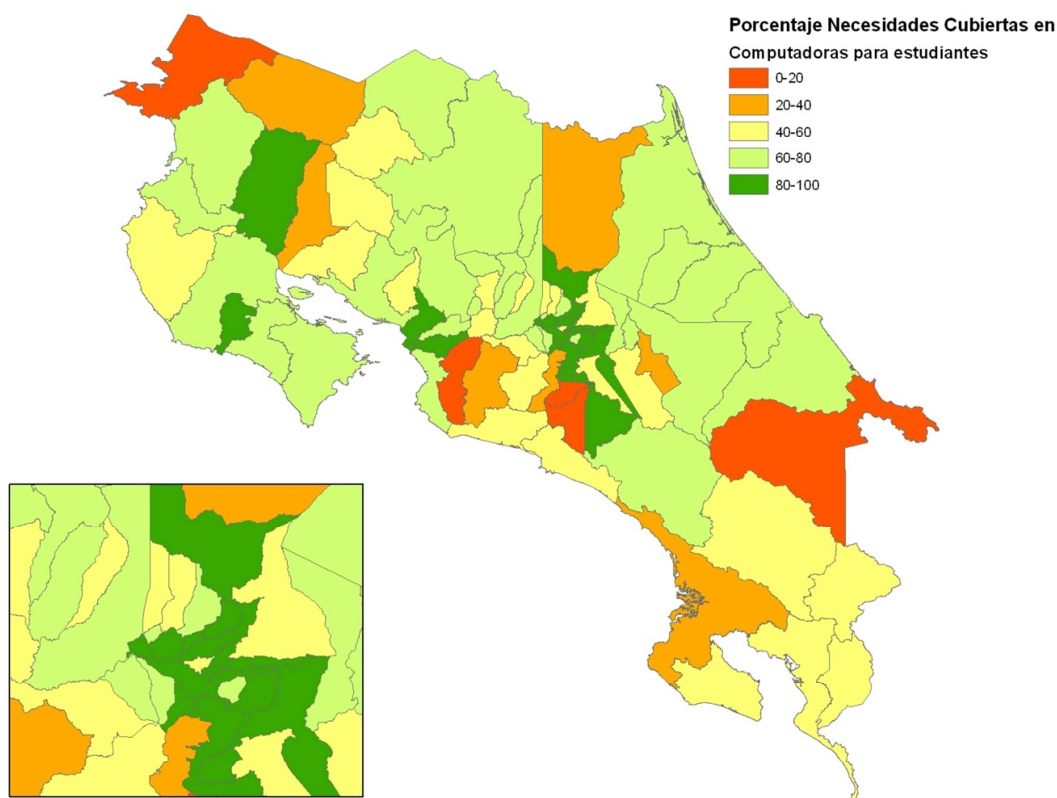 Porcentaje Necesidades Cubiertas en
Computadoras para estudiantes
0-20
20-40
40-60
60-80
80-100